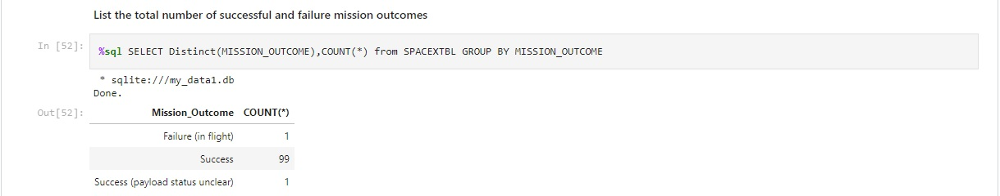 List the total number of successful and failure mission outcomes
In [52]: %sql SELECT Distinct(MISSION_OUTCOME),COUNT(*) from SPACEXTBL GROUP BY MISSION_OUTCOME
* sqlite:///my_data1.db
Done.
Out[52]: Mission_Outcome COUNT(*)
Failure (in flight) 1
Success 99
Success (payload status unclear) 1